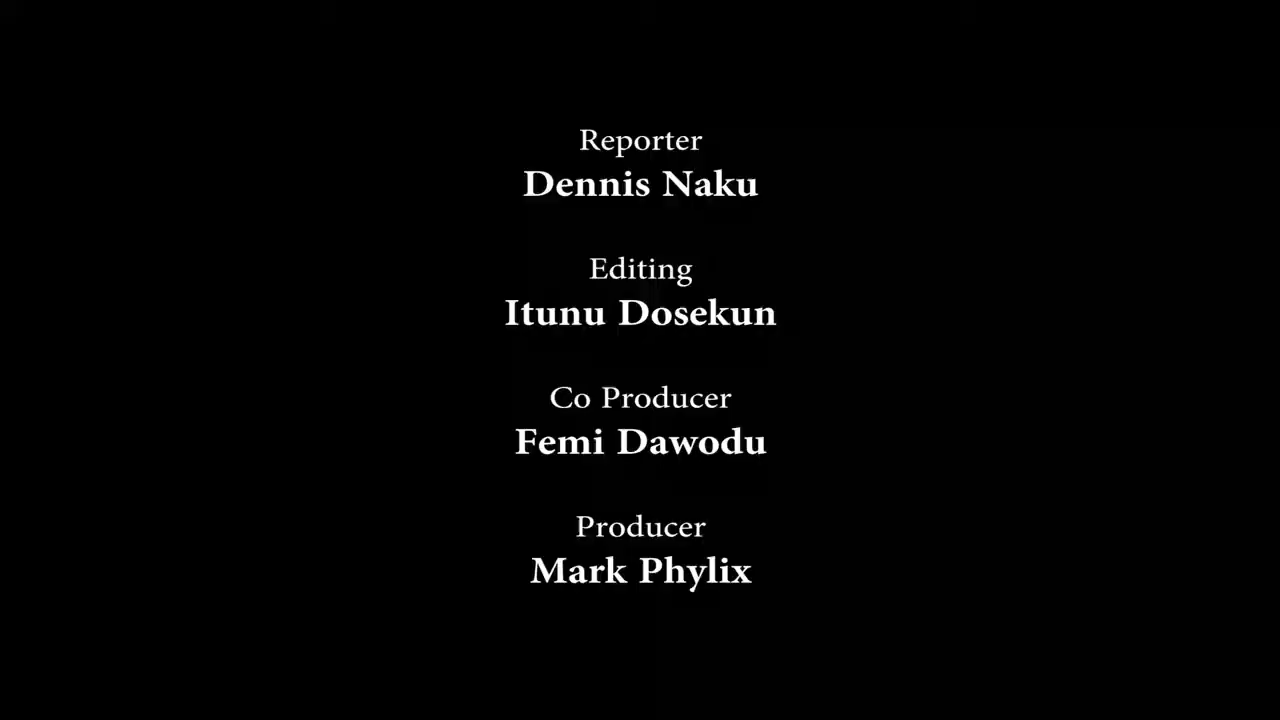 Reporter
Dennis Naku
Editing
Itunu Dosekun
Co Producer
Femi Dawodu
Producer
Mark Phylix